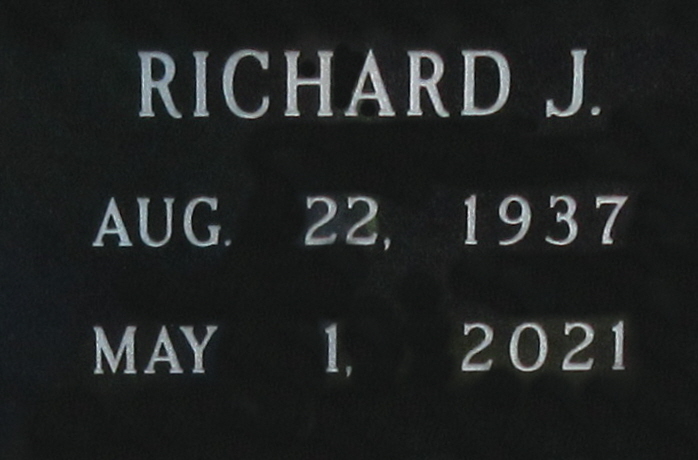 RICHARD J.
AUG. 22, 1937
MAY 1, 2021